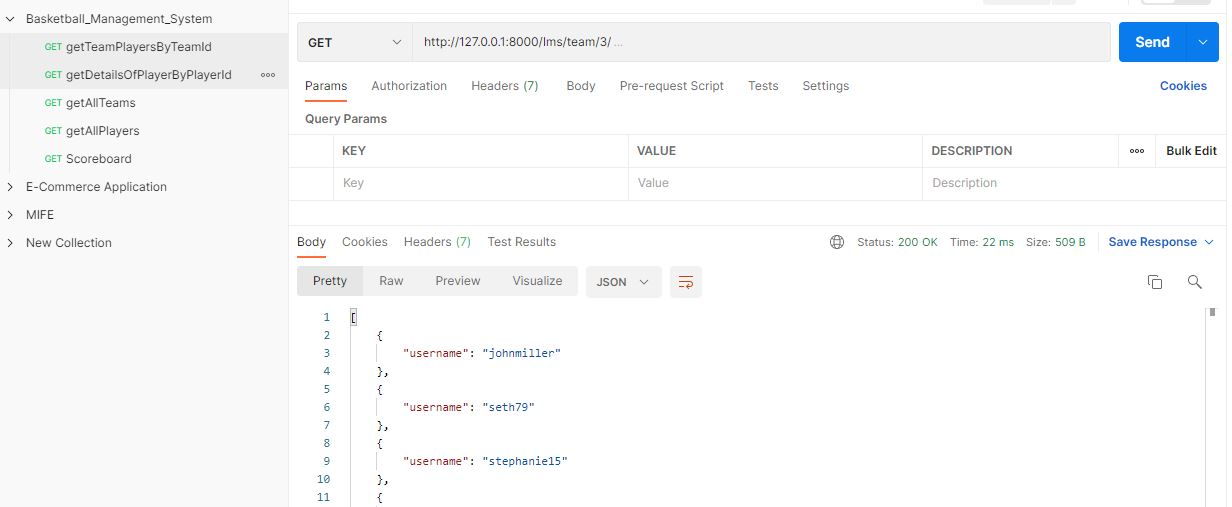 Basketball_Management_System
GET getTeamPlayersByTeamId
GET getDetailsOfPlayerByPlayerId
GET getAllTeams
GET getAllPlayers
GET Scoreboard
E-Commerce Application
MIFE
New Collection
GET http://127.0.0.1:8000/lms/team/3/ ... Send
Params Authorization Headers (7) Body Pre-request Script Tests Settings Cookies
Query Params
KEY VALUE DESCRIPTION Bulk Edit
Key Value Description
Body Cookies Headers (7) Test Results Status: 200 OK Time: 22 ms Size: 509 B Save Response
Pretty Raw Preview Visualize JSON
1 [
2 {
3 "username": "johnmiller"
4 },
5 {
6 "username": "seth79"
7 },
8 {
9 "username": "stephanie15"
10 },
11 {